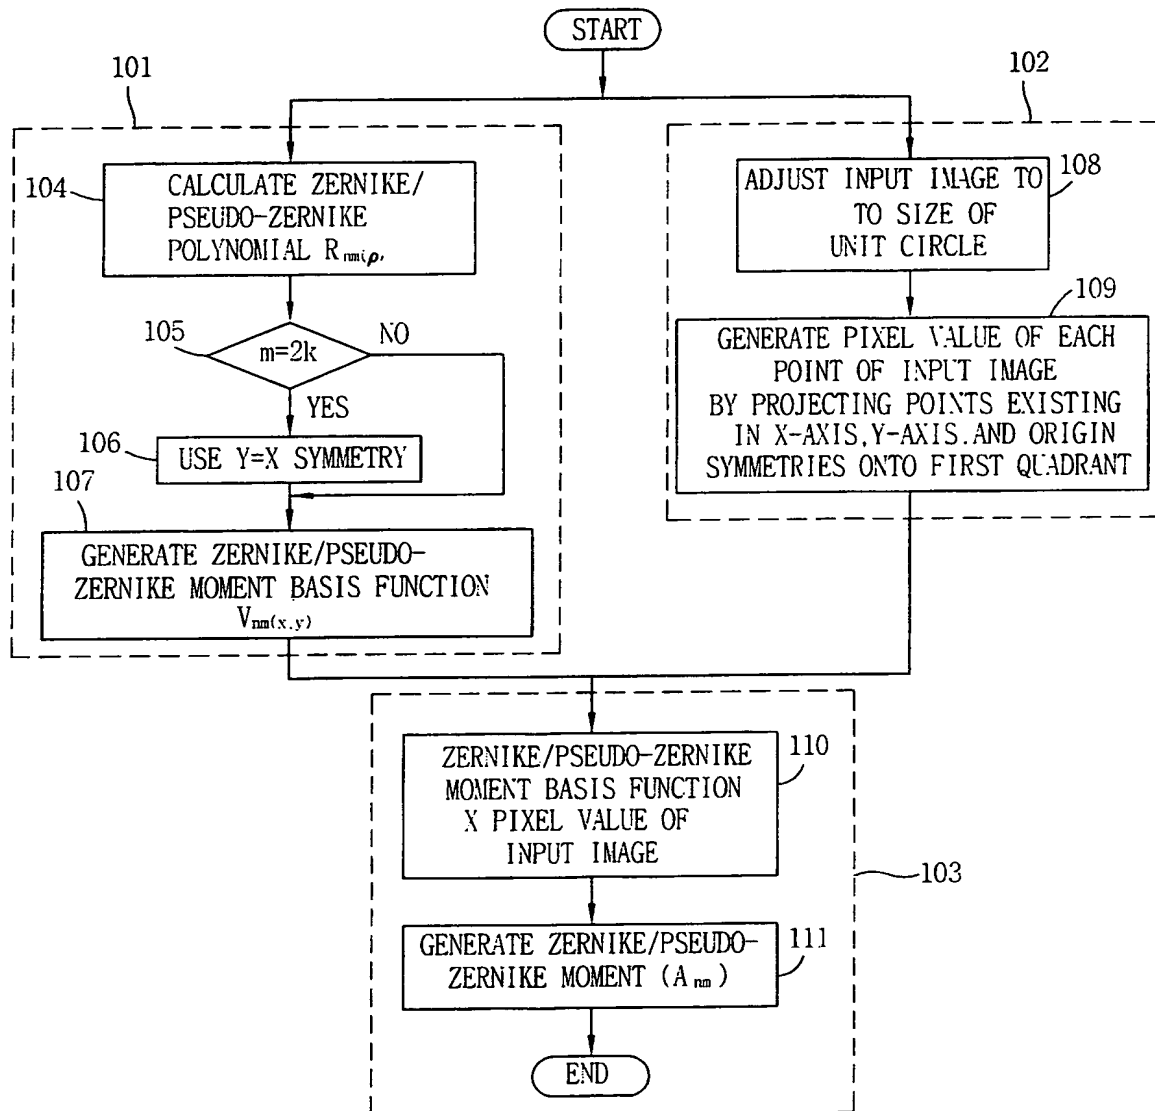 START
101
102
104
CALCULATE ZERNIKE/
PSEUDO-ZERNIKE
POLYNOMIAL Rnm(ρ)
105
m=2k
NO
YES
106
USE Y=X SYMMETRY
107
GENERATE ZERNIKE/PSEUDO-
ZERNIKE MOMENT BASIS FUNCTION
Vnm(x,y)
ADJUST INPUT IMAGE TO
TO SIZE OF
UNIT CIRCLE
108
109
GENERATE PIXEL VALUE OF EACH
POINT OF INPUT IMAGE
BY PROJECTING POINTS EXISTING
IN X-AXIS,Y-AXIS.AND ORIGIN
SYMMETRIES ONTO FIRST QUADRANT
ZERNIKE/PSEUDO-ZERNIKE
MOMENT BASIS FUNCTION
X PIXEL VALUE OF
INPUT IMAGE
110
103
GENERATE ZERNIKE/PSEUDO-
ZERNIKE MOMENT (Anm)
111
END